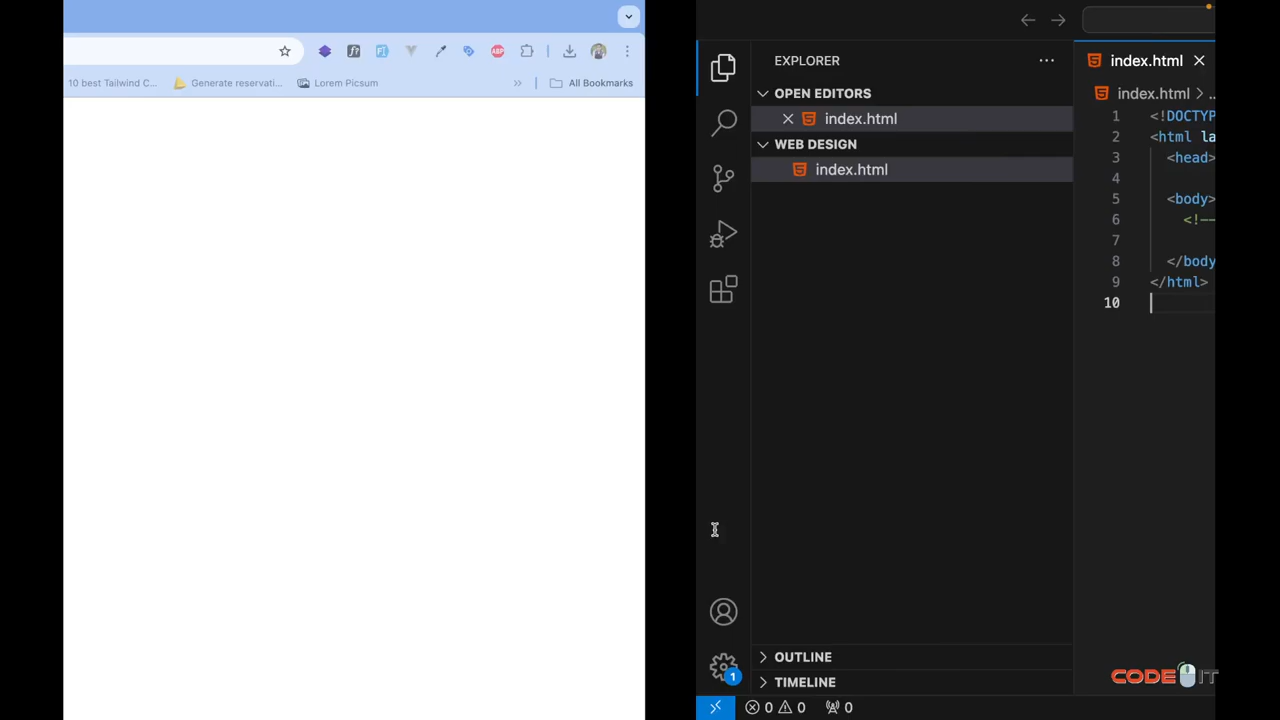 10 best Tailwind C...
Generate reservati...
Lorem Picsum
»
All Bookmarks
EXPLORER
OPEN EDITORS
index.html
WEB DESIGN
index.html
OUTLINE
TIMELINE
index.html
index.html > ..
1 <!DOCTYP
2 <html la
3 <head>
4
5 <body>
6 <!--
7
8 </body
9 </html>
10
1
0 0 0
CODE IT